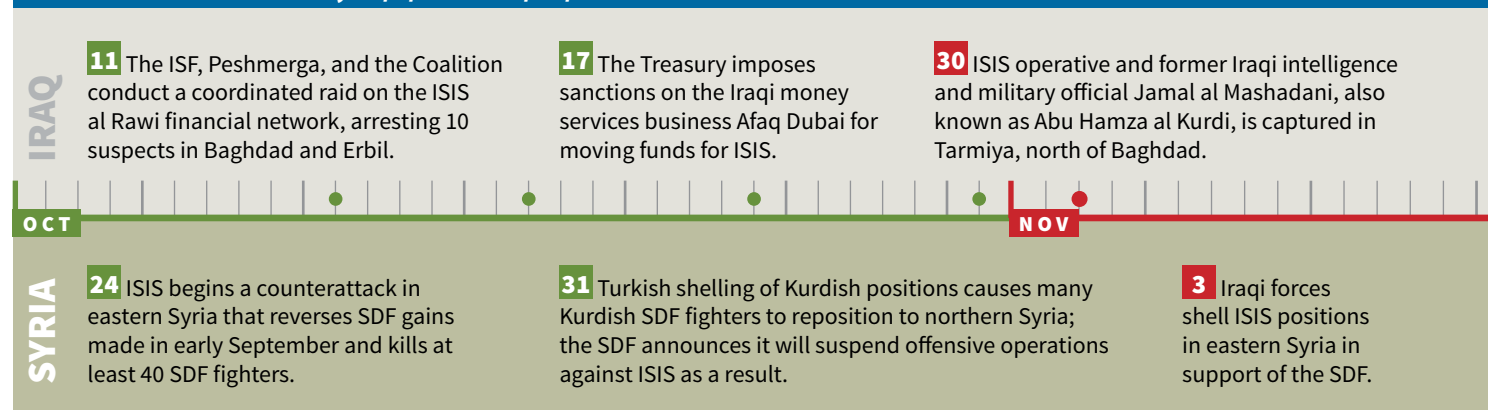 IRAQ
11 The ISF, Peshmerga, and the Coalition
conduct a coordinated raid on the ISIS
al Rawi financial network, arresting 10
suspects in Baghdad and Erbil.
17 The Treasury imposes
sanctions on the Iraqi money
services business Afaq Dubai for
moving funds for ISIS.
30 ISIS operative and former Iraqi intelligence
and military official Jamal al Mashadani, also
known as Abu Hamza al Kurdi, is captured in
Tarmiya, north of Baghdad.
OCT
NOV
SYRIA
24 ISIS begins a counterattack in
eastern Syria that reverses SDF gains
made in early September and kills at
least 40 SDF fighters.
31 Turkish shelling of Kurdish positions causes many
Kurdish SDF fighters to reposition to northern Syria;
the SDF announces it will suspend offensive operations
against ISIS as a result.
3 Iraqi forces
shell ISIS positions
in eastern Syria in
support of the SDF.